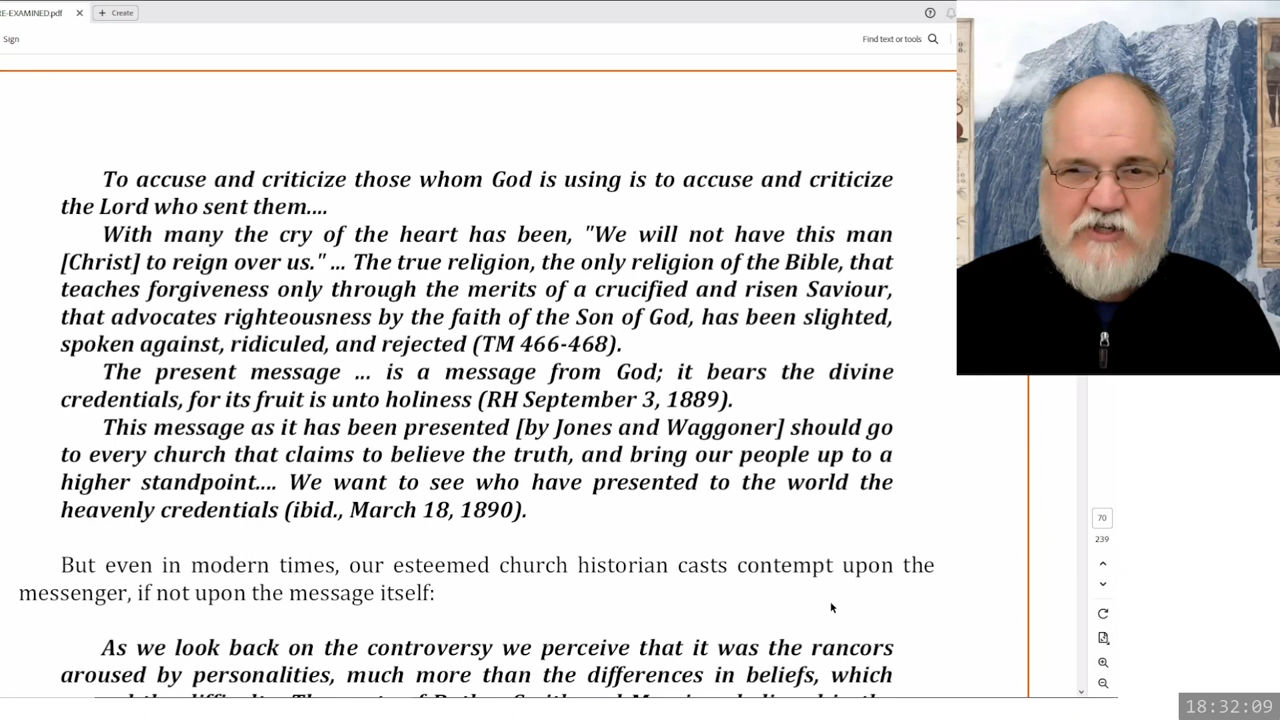 RE-EXAMINED.pdf
Create
Sign
Find text or tools
To accuse and criticize those whom God is using is to accuse and criticize
the Lord who sent them....
With many the cry of the heart has been, "We will not have this man
[Christ] to reign over us." ... The true religion, the only religion of the Bible, that
teaches forgiveness only through the merits of a crucified and risen Saviour,
that advocates righteousness by the faith of the Son of God, has been slighted,
spoken against, ridiculed, and rejected (TM 466-468).
The present message ... is a message from God; it bears the divine
credentials, for its fruit is unto holiness (RH September 3, 1889).
This message as it has been presented [by Jones and Waggoner] should go
to every church that claims to believe the truth, and bring our people up to a
higher standpoint.... We want to see who have presented to the world the
heavenly credentials (ibid., March 18, 1890).
But even in modern times, our esteemed church historian casts contempt upon the
messenger, if not upon the message itself:
As we look back on the controversy we perceive that it was the rancors
aroused by personalities, much more than the differences in beliefs, which
70
239
18:32:09